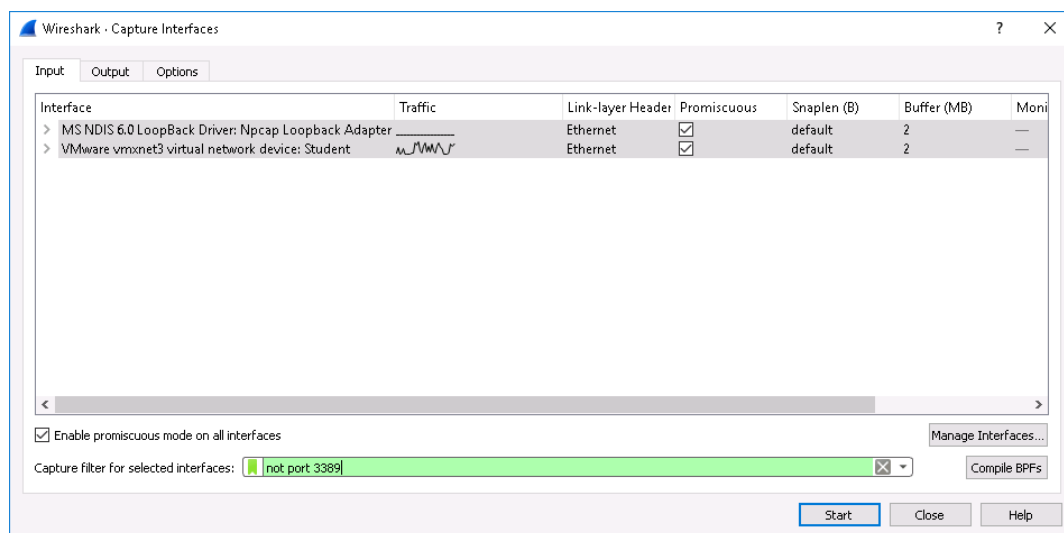 Wireshark · Capture Interfaces ? X
Input Output Options
Interface Traffic Link-layer Header Promiscuous Snaplen (B) Buffer (MB) Moni
MS NDIS 6.0 LoopBack Driver: Npcap Loopback Adapter Ethernet default 2 —
VMware vmxnet3 virtual network device: Student Ethernet default 2 —
Enable promiscuous mode on all interfaces Manage Interfaces...
Capture filter for selected interfaces: not port 3389 Compile BPFs
Start Close Help